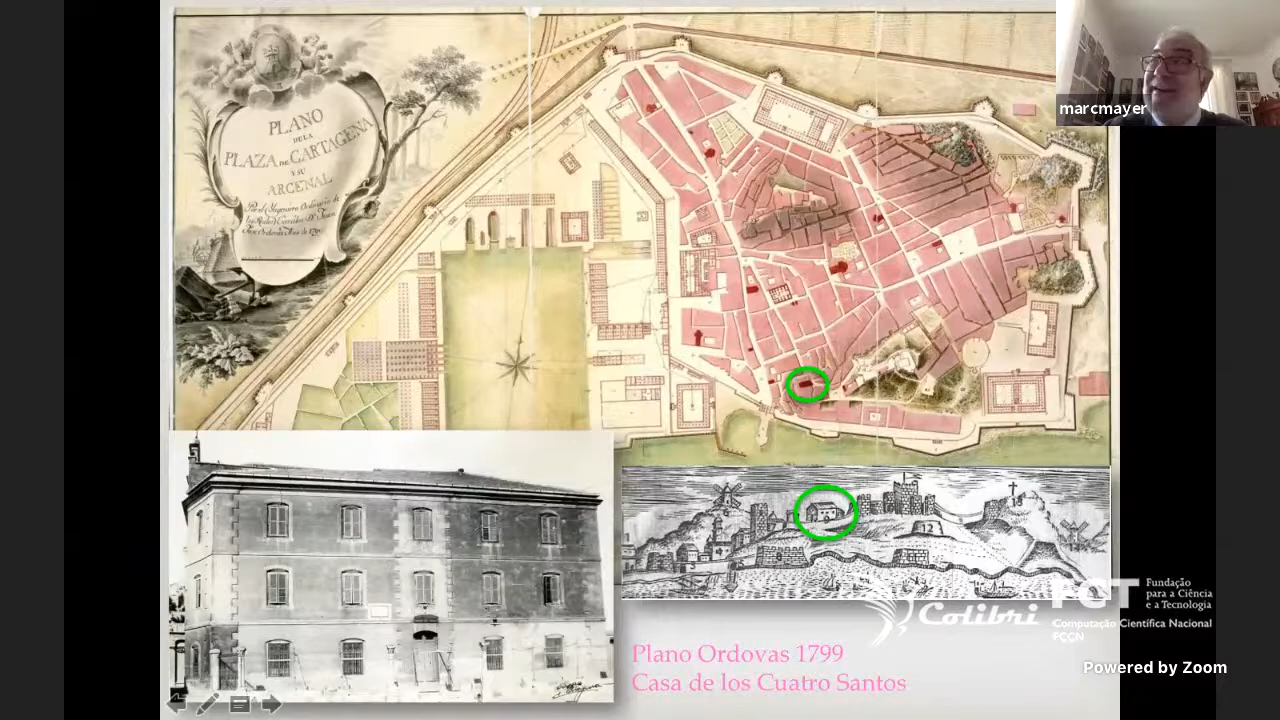 PLANO
DE LA
PLAZA DE CARTAGENA
Y SU
ARCENAL
marcmayer
12
Colibri
FCT
Fundação
para a Ciência
e a Tecnologia
Computação Científica Nacional
FCCN
Powered by Zoom
Plano Ordovas 1799
Casa de los Cuatro Santos